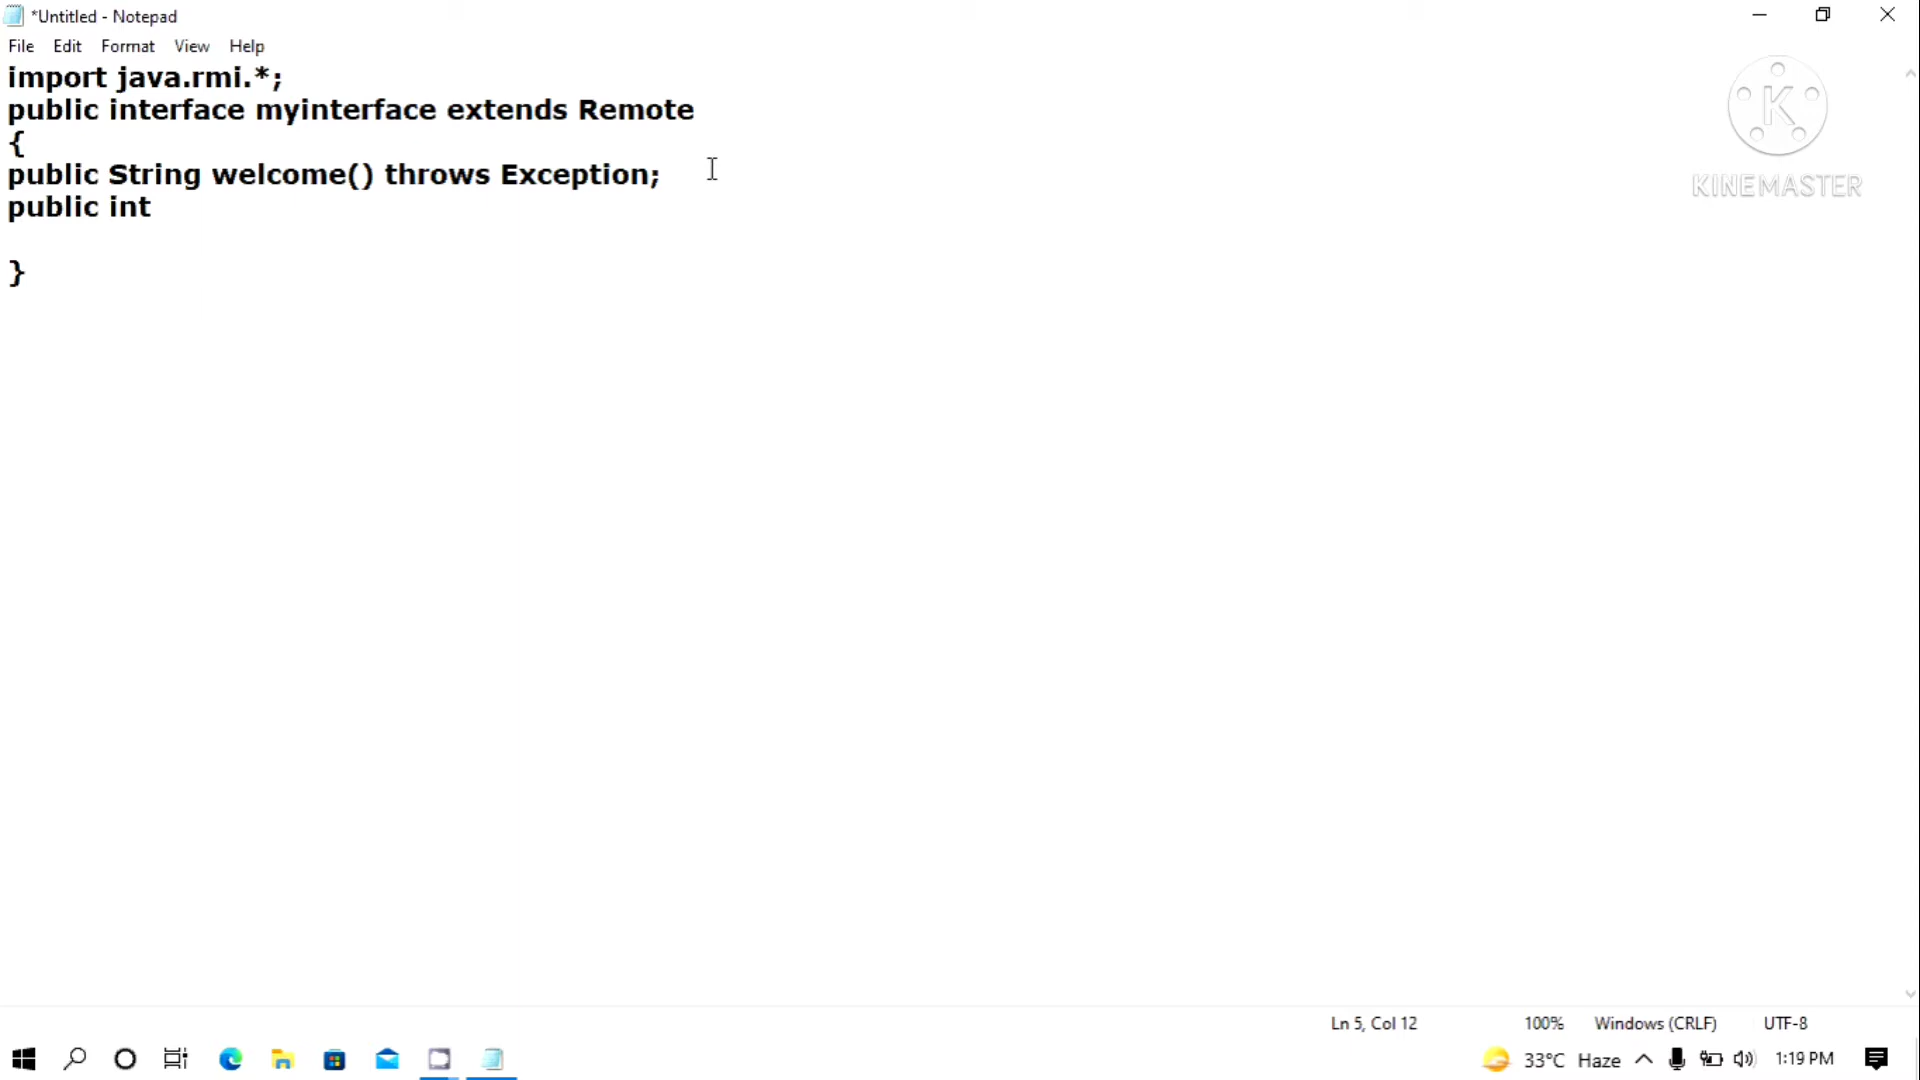 *Untitled - Notepad
File Edit Format View Help
import java.rmi.*;
public interface myinterface extends Remote
{
public String welcome() throws Exception;
public int
}
K
KINEMASTER
Ln 5, Col 12 100% Windows (CRLF) UTF-8
33°C Haze 1:19 PM